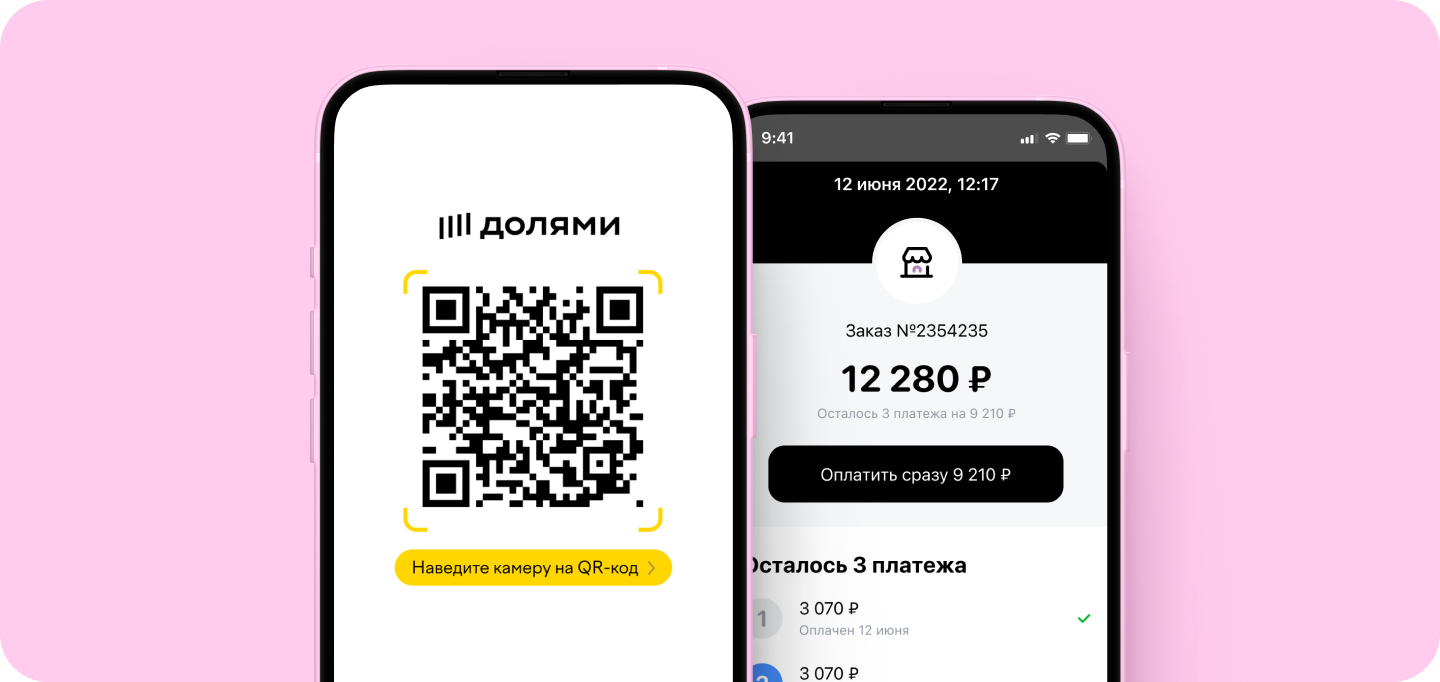 долями
Наведите камеру на QR-код
9:41
12 июня 2022, 12:17
Заказ №2354235
12 280 ₽
Осталось 3 платежа на 9 210 ₽
Оплатить сразу 9 210 ₽
Осталось 3 платежа
1
3 070 ₽
Оплачен 12 июня
2
3 070 ₽